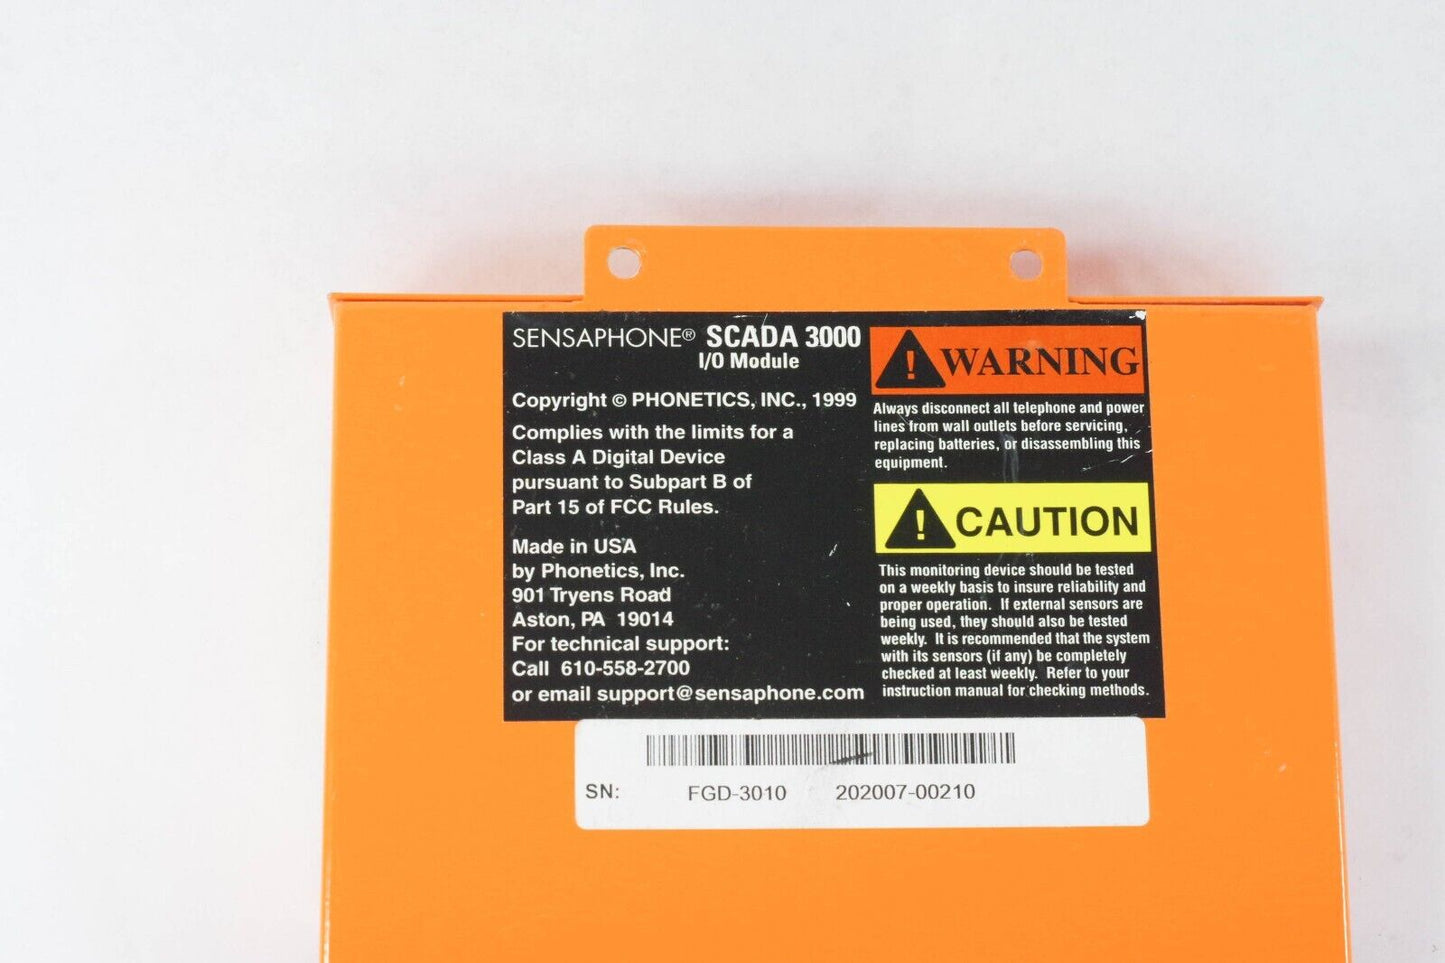 SENSAPHONE® SCADA 3000
I/O Module
Copyright © PHONETICS, INC., 1999
Complies with the limits for a
Class A Digital Device
pursuant to Subpart B of
Part 15 of FCC Rules.
Made in USA
by Phonetics, Inc.
901 Tryens Road
Aston, PA 19014
For technical support:
Call 610-558-2700
or email support@sensaphone.com
! WARNING
Always disconnect all telephone and power
lines from wall outlets before servicing,
replacing batteries, or disassembling this
equipment.
! CAUTION
This monitoring device should be tested
on a weekly basis to insure reliability and
proper operation. If external sensors are
being used, they should also be tested
weekly. It is recommended that the system
with its sensors (if any) be completely
checked at least weekly. Refer to your
instruction manual for checking methods.
SN: FGD-3010 202007-00210